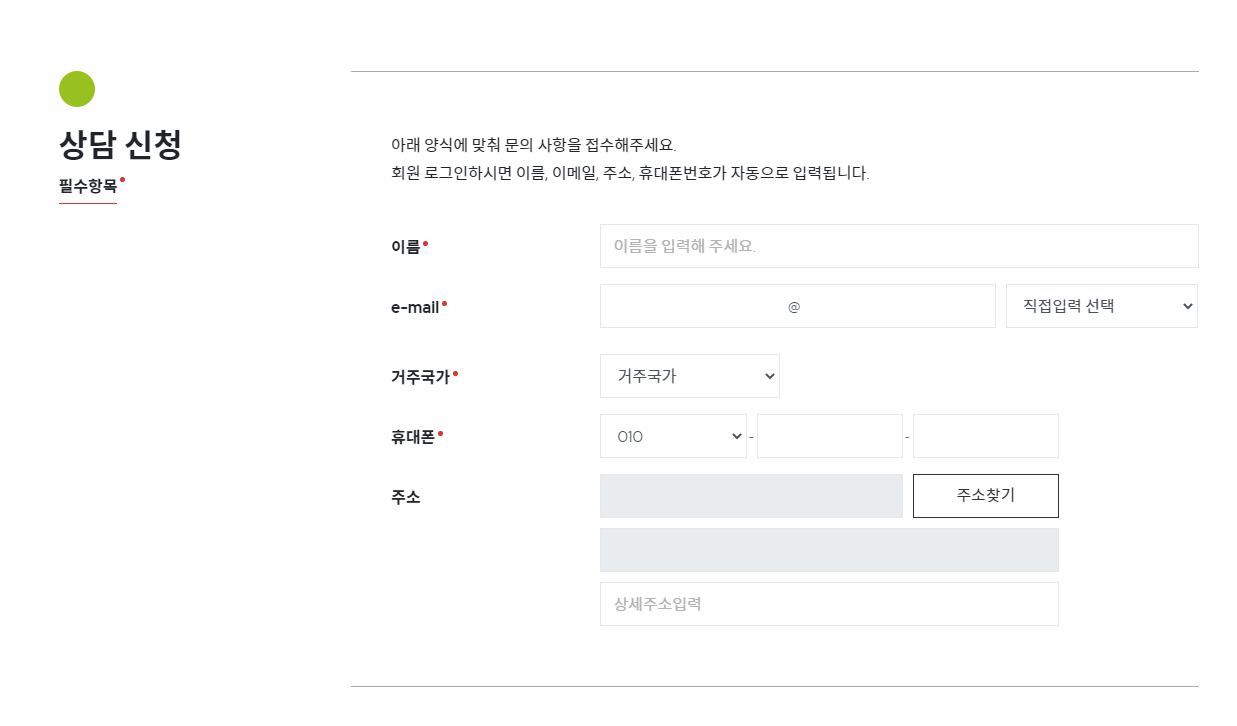 상담 신청
필수항목
아래 양식에 맞춰 문의 사항을 접수해주세요.
회원 로그인하시면 이름, 이메일, 주소, 휴대폰번호가 자동으로 입력됩니다.
이름
이름을 입력해 주세요.
e-mail
@
직접입력 선택
거주국가
거주국가
휴대폰
010
-
-
주소
주소찾기
상세주소입력